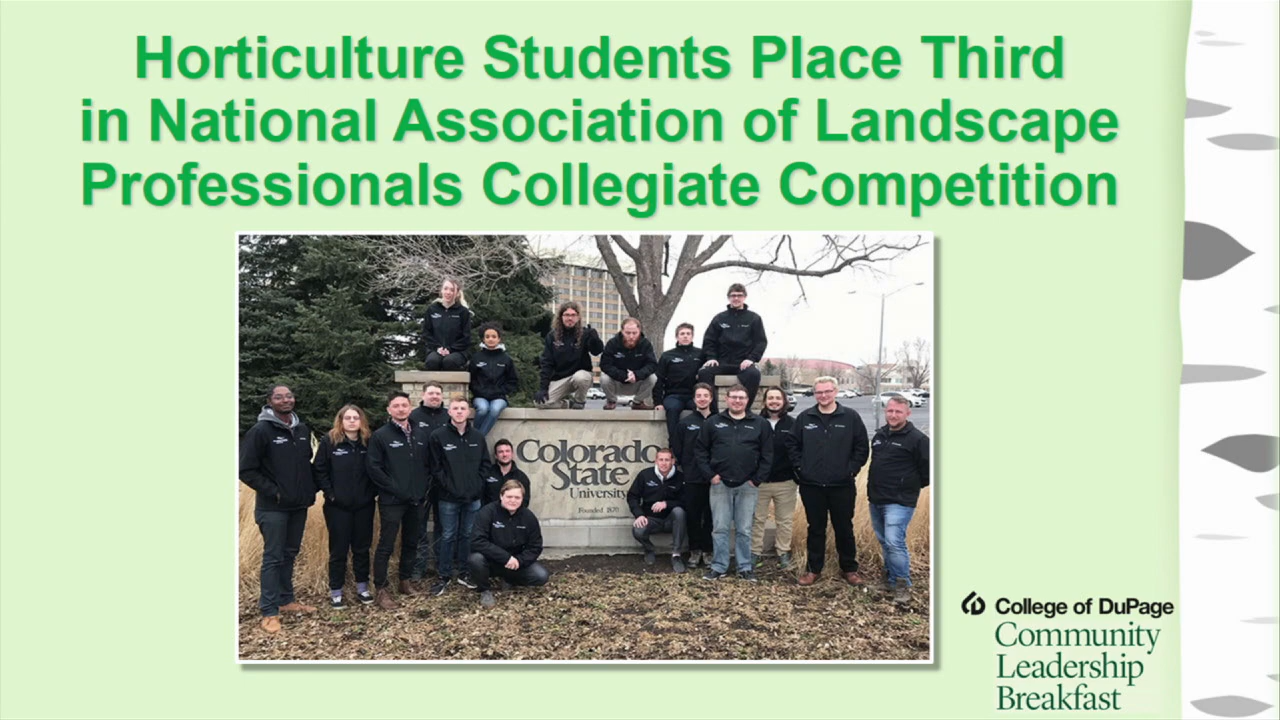 Horticulture Students Place Third
in National Association of Landscape
Professionals Collegiate Competition
Colorado
State
University
Founded 1870
College of DuPage
Community
Leadership
Breakfast